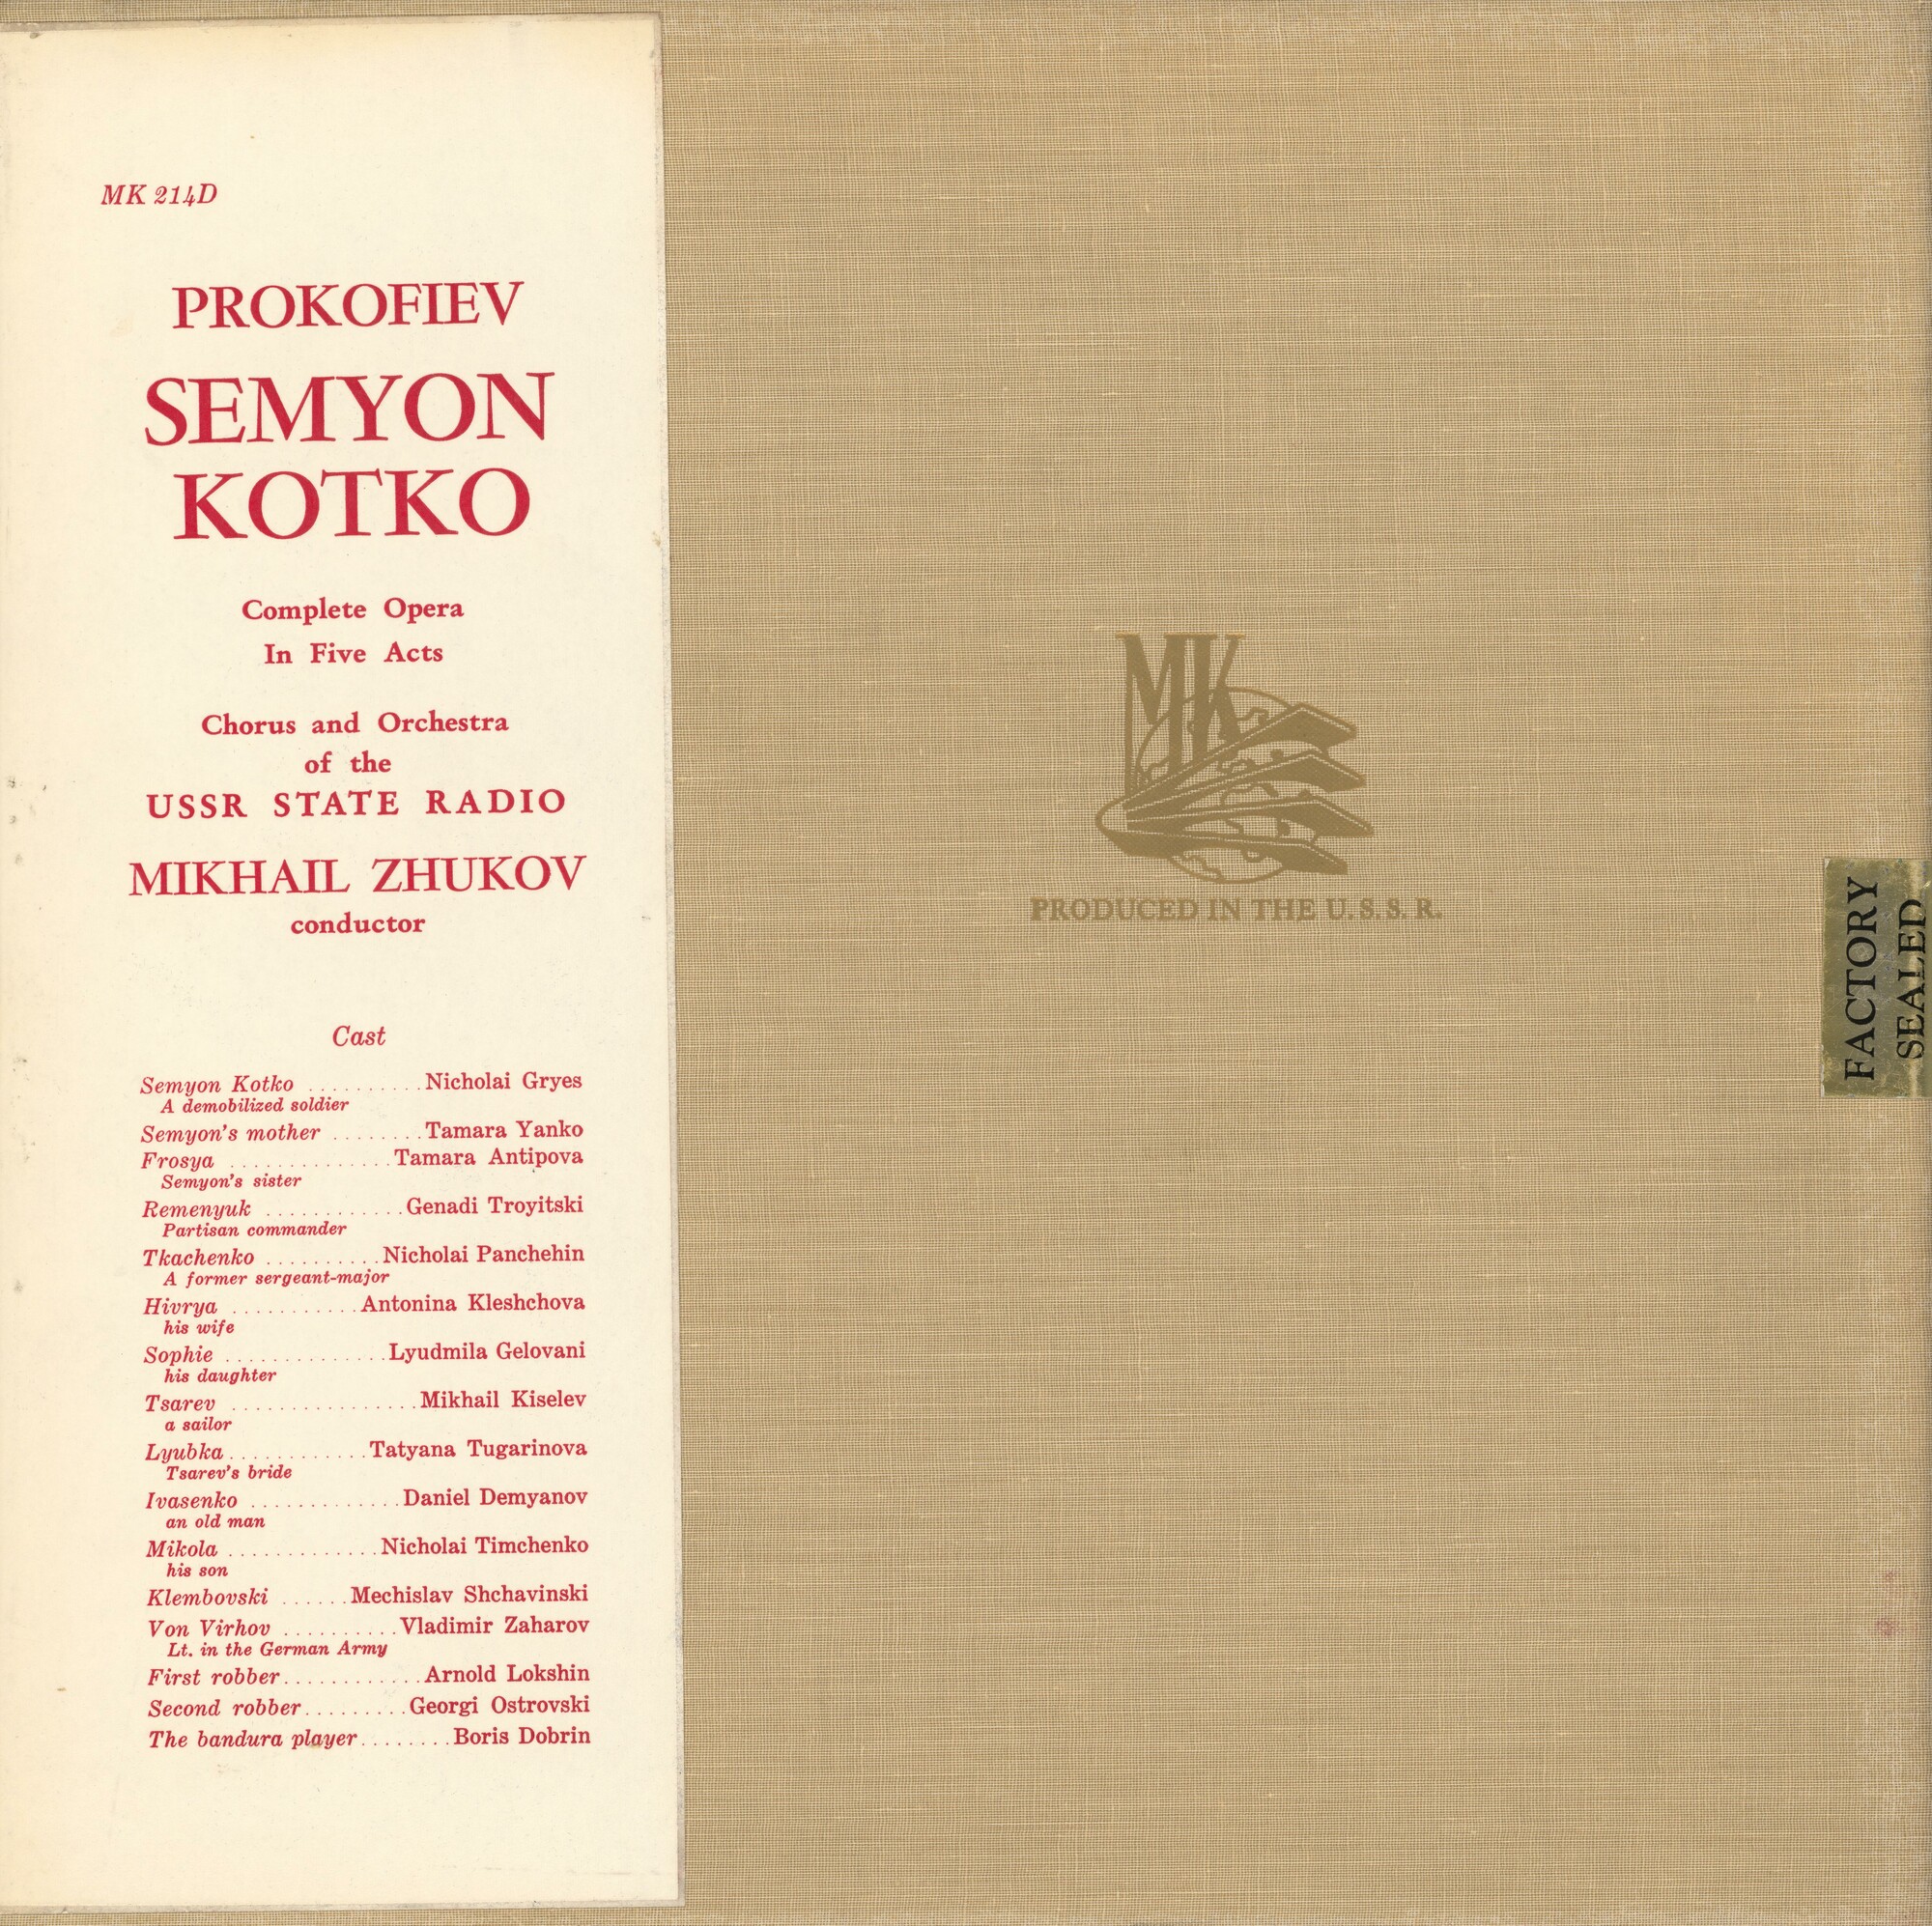 MK 214D
PROKOFIEV
SEMYON
KOTKO
Complete Opera
In Five Acts
Chorus and Orchestra
of the
USSR STATE RADIO
MIKHAIL ZHUKOV
conductor
Cast
Semyon Kotko ..........Nicholai Gryes
A demobilized soldier
Semyon's mother ........Tamara Yanko
Frosya ..............Tamara Antipova
Semyon's sister
Remenyuk ............Genadi Troyitski
Partisan commander
Tkachenko ..........Nicholai Panchehin
A former sergeant-major
Hivrya ...........Antonina Kleshchova
his wife
Sophie ..............Lyudmila Gelovani
his daughter
Tsarev ................Mikhail Kiselev
a sailor
Lyubka............Tatyana Tugarinova
Tsarev's bride
Ivasenko .............Daniel Demyanov
an old man
Mikola .............Nicholai Timchenko
his son
Klembovski ......Mechislav Shchavinski
Von Virhov ..........Vladimir Zaharov
Lt. in the German Army
First robber............Arnold Lokshin
Second robber.........Georgi Ostrovski
The bandura player........Boris Dobrin
MK
PRODUCED IN THE U.S.S.R.
FACTORY
SEALED